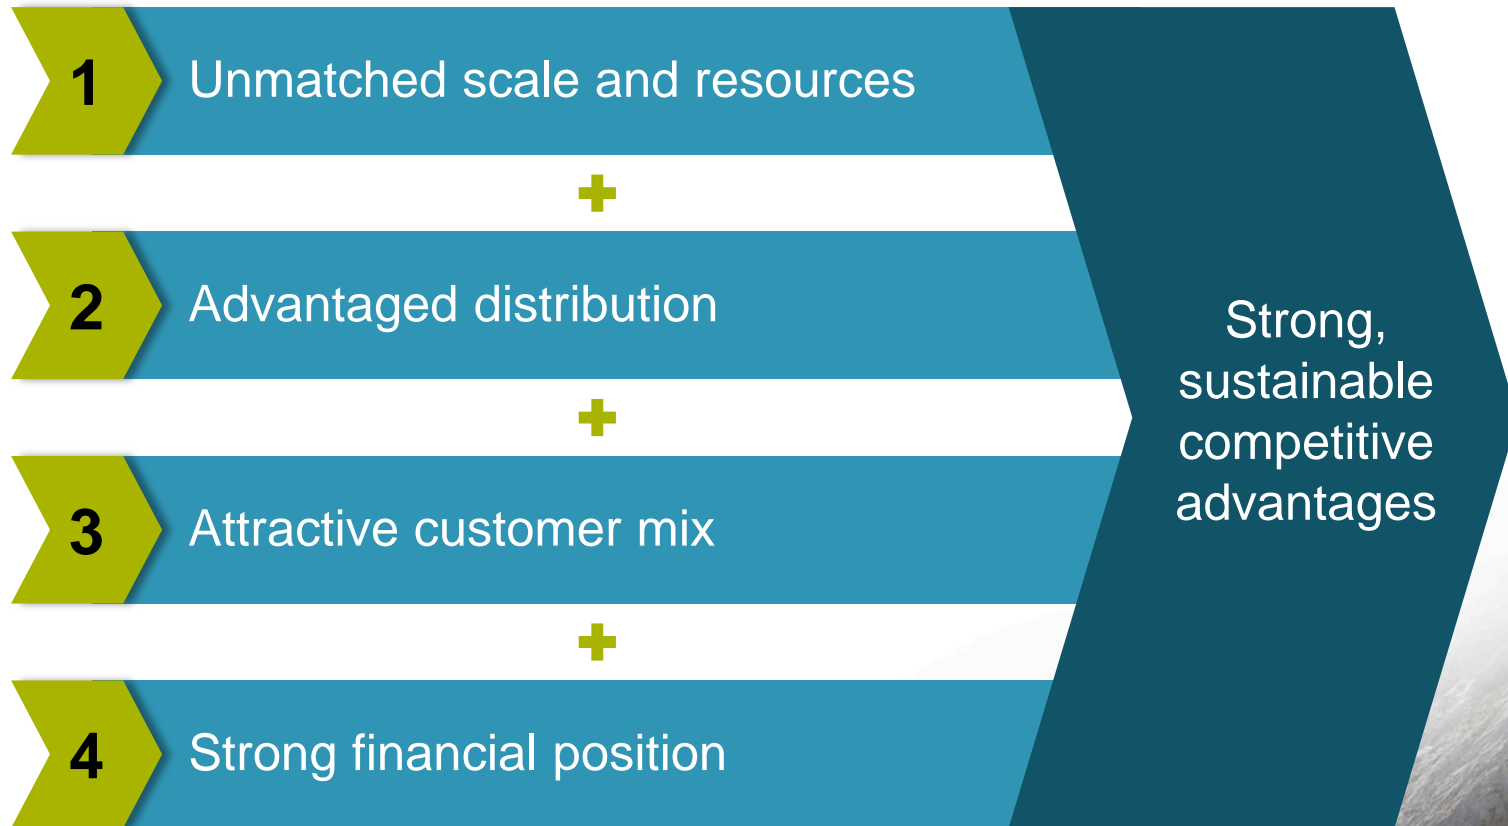 1
Unmatched scale and resources
+
2
Advantaged distribution
+
3
Attractive customer mix
+
4
Strong financial position
Strong,
sustainable
competitive
advantages